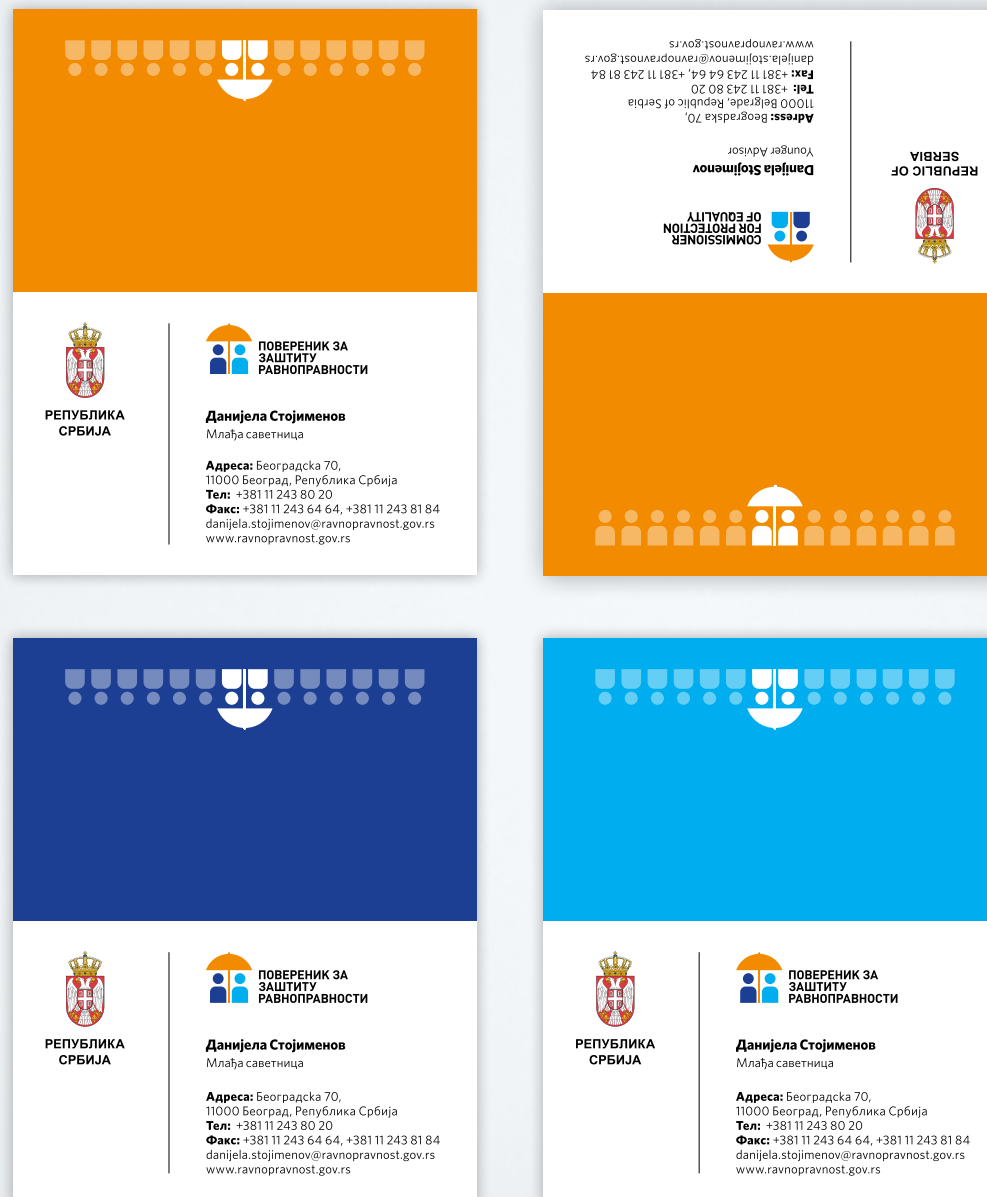 РЕПУБЛИКА
СРБИЈА
ПОВЕРЕНИК ЗА
ЗАШТИТУ
РАВНОПРАВНОСТИ
Данијела Стојименов
Млађа саветница
Адреса: Београдска 70,
11000 Београд, Република Србија
Тел: +381 11 243 80 20
Факс: +381 11 243 64 64, +381 11 243 81 84
danijela.stojimenov@ravnopravnost.gov.rs
www.ravnopravnost.gov.rs
REPUBLIC OF
SERBIA
COMMISSIONER
FOR PROTECTION
OF EQUALITY
Danijela Stojimenov
Younger Advisor
Adress: Beogradska 70,
11000 Belgrade, Republic of Serbia
Tel: +381 11 243 80 20
Fax: +381 11 243 64 64, +381 11 243 81 84
danijela.stojimenov@ravnopravnost.gov.rs
www.ravnopravnost.gov.rs
РЕПУБЛИКА
СРБИЈА
ПОВЕРЕНИК ЗА
ЗАШТИТУ
РАВНОПРАВНОСТИ
Данијела Стојименов
Млађа саветница
Адреса: Београдска 70,
11000 Београд, Република Србија
Тел: +381 11 243 80 20
Факс: +381 11 243 64 64, +381 11 243 81 84
danijela.stojimenov@ravnopravnost.gov.rs
www.ravnopravnost.gov.rs
РЕПУБЛИКА
СРБИЈА
ПОВЕРЕНИК ЗА
ЗАШТИТУ
РАВНОПРАВНОСТИ
Данијела Стојименов
Млађа саветница
Адреса: Београдска 70,
11000 Београд, Република Србија
Тел: +381 11 243 80 20
Факс: +381 11 243 64 64, +381 11 243 81 84
danijela.stojimenov@ravnopravnost.gov.rs
www.ravnopravnost.gov.rs